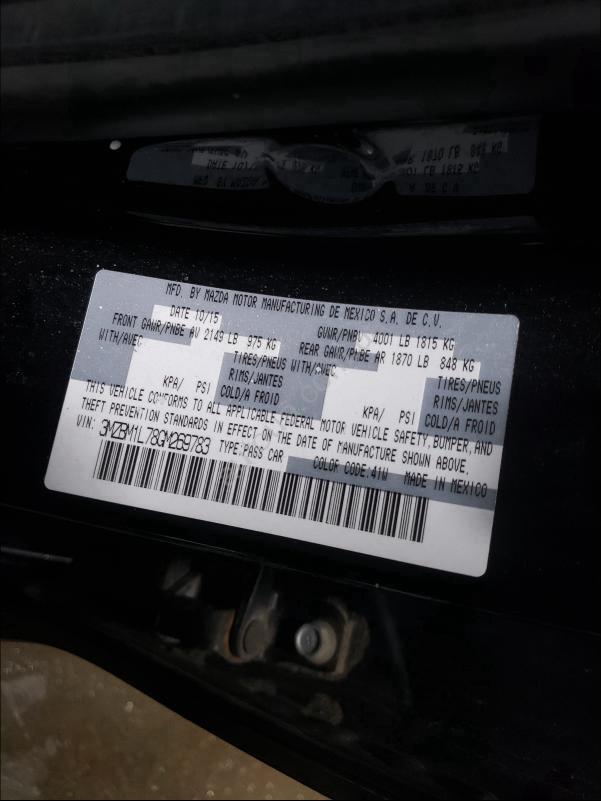 MFD. BY MAZDA MOTOR MANUFACTURING DE MEXICO S.A. DE C.V.
DATE 10/15 GVWR/PNBV 4001 LB 1815 KG
FRONT GAWR/PNBE AV 2149 LB 975 KG REAR GAWR/PNBE AR 1870 LB 848 KG
WITH/AVEC TIRES/PNEUS WITH/AVEC TIRES/PNEUS
RIMS/JANTES RIMS/JANTES
KPA/ PSI COLD/A FROID KPA/ PSI COLD/A FROID
THIS VEHICLE CONFORMS TO ALL APPLICABLE FEDERAL MOTOR VEHICLE SAFETY, BUMPER, AND
THEFT PREVENTION STANDARDS IN EFFECT ON THE DATE OF MANUFACTURE SHOWN ABOVE.
VIN: 3MZBM1L78GM269783 TYPE:PASS CAR
COLOR CODE:41W MADE IN MEXICO